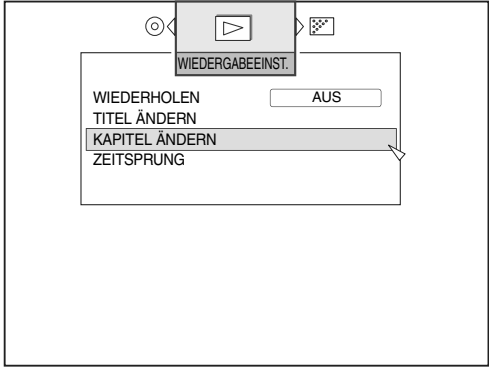 WIEDERGABEEINST.
WIEDERHOLEN AUS
TITEL ÄNDERN
KAPITEL ÄNDERN
ZEITSPRUNG